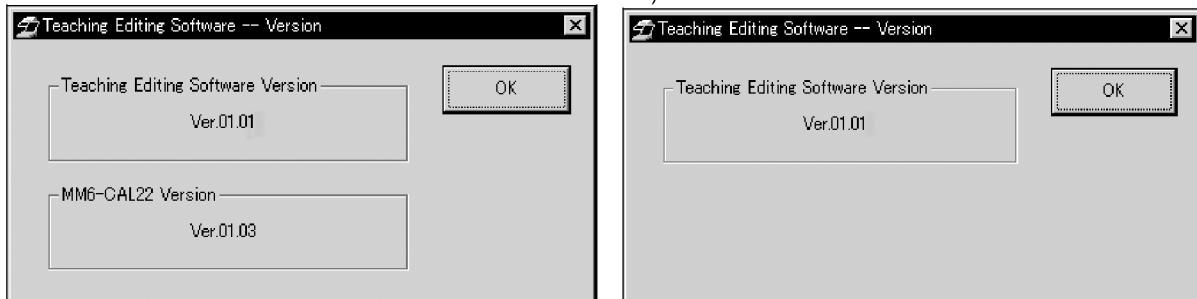 Teaching Editing Software -- Version
Teaching Editing Software Version
OK
Ver.01.01
MM6-CAL22 Version
Ver.01.03
Teaching Editing Software -- Version
Teaching Editing Software Version
OK
Ver.01.01